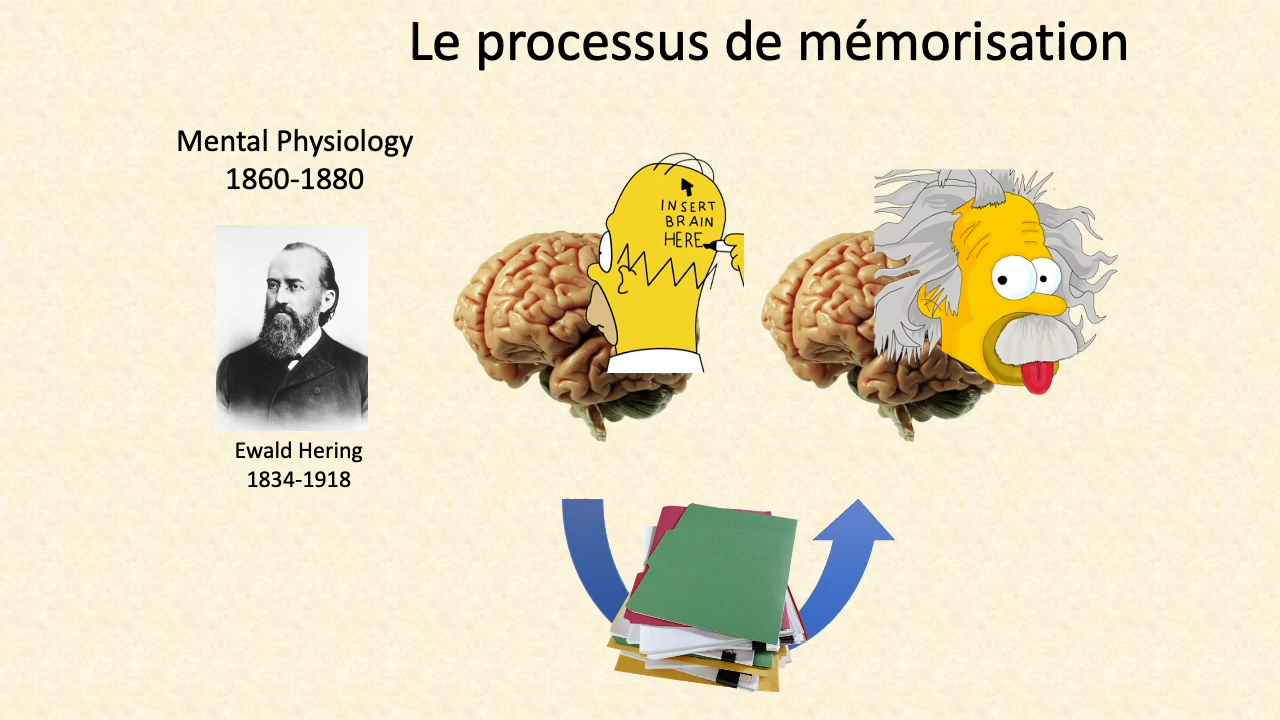 Le processus de mémorisation
Mental Physiology
1860-1880
INSERT
BRAIN
HERE
Ewald Hering
1834-1918